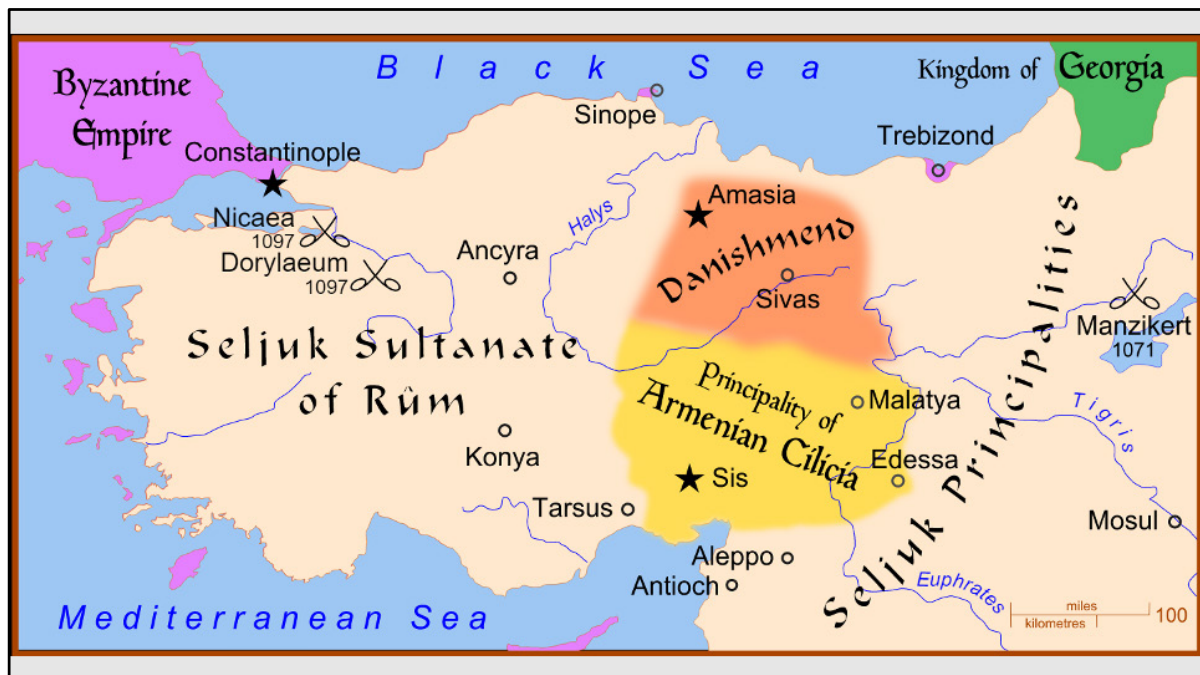 Byzantine
Empire
Black Sea
Kingdom of Georgia
Sinope
Trebizond
Constantinople
Amasia
Halys
Nicaea
1097
Danishmend
Dorylaeum
1097
Ancyra
Sivas
Manzikert
1071
Seljuk Sultanate
of Rûm
Principality of
Armenian Cilicia
Malatya
Seljuk Principalities
Tigris
Konya
Edessa
Sis
Tarsus
Mosul
Aleppo
Antioch
Euphrates
Mediterranean Sea
miles
kilometres
100